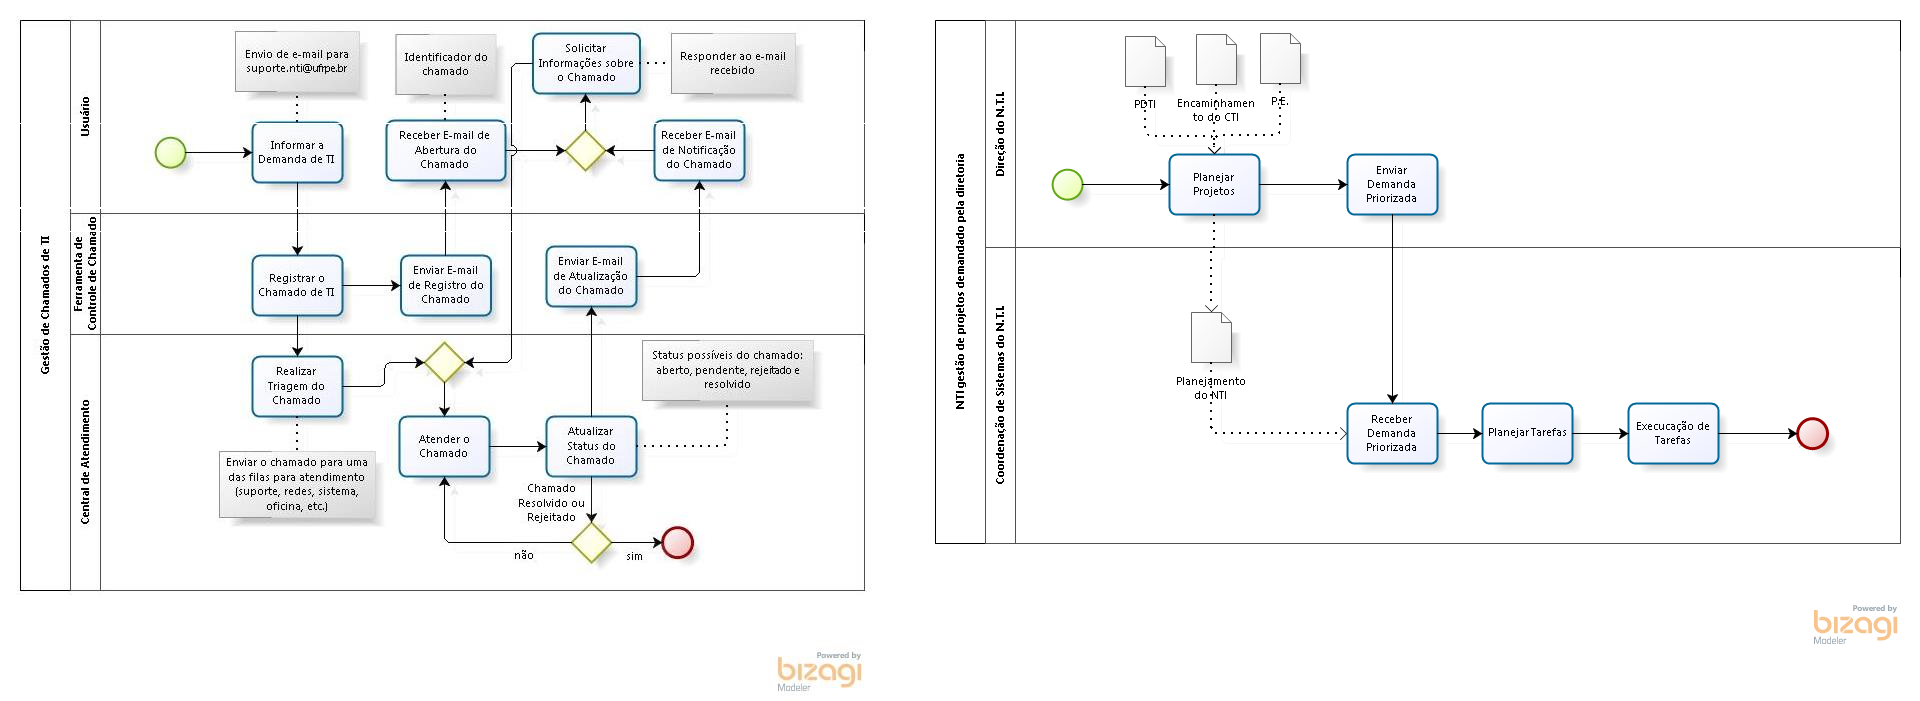 Gestão de Chamados de TI
Usuário
Envio de e-mail para
suporte.nti@ufrpe.br
Identificador do
chamado
Solicitar
Informações sobre
o Chamado
Responder ao e-mail
recebido
Informar a
Demanda de TI
Receber E-mail de
Abertura do
Chamado
Receber E-mail
de Notificação
do Chamado
Ferramenta de
Controle de Chamado
Registrar o
Chamado de TI
Enviar E-mail
de Registro do
Chamado
Enviar E-mail
de Atualização
do Chamado
Central de Atendimento
Realizar
Triagem do
Chamado
Status possíveis do chamado:
aberto, pendente, rejeitado e
resolvido
Atender o
Chamado
Atualizar
Status do
Chamado
Enviar o chamado para uma
das filas para atendimento
(suporte, redes, sistema,
oficina, etc.)
Chamado
Resolvido ou
Rejeitado
não
sim
Powered by
bizagi
Modeler
NTI gestão de projetos demandado pela diretoria
Direção do N.T.I.
PDTI
Encaminhamen
to do CTI
P.E.
Planejar
Projetos
Enviar
Demanda
Priorizada
Coordenação de Sistemas do N.T.I.
Planejamento
do NTI
Receber
Demanda
Priorizada
Planejar Tarefas
Execucação de
Tarefas
Powered by
bizagi
Modeler